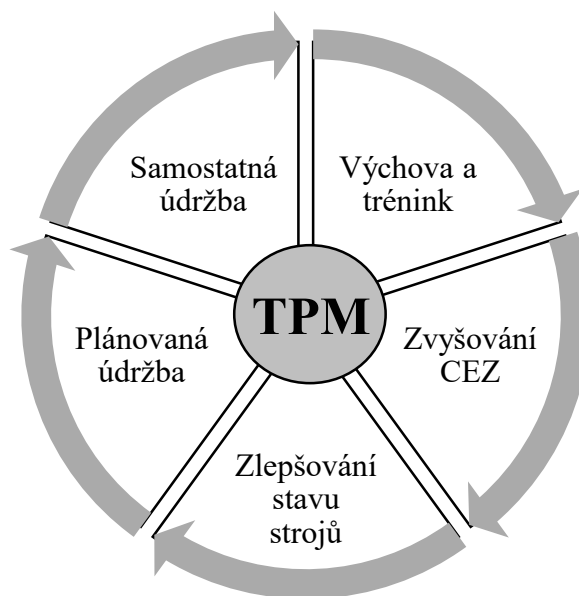 Samostatná
údržba
Výchova a
trénink
TPM
Plánovaná
údržba
Zvyšování
CEZ
Zlepšování
stavu
strojů